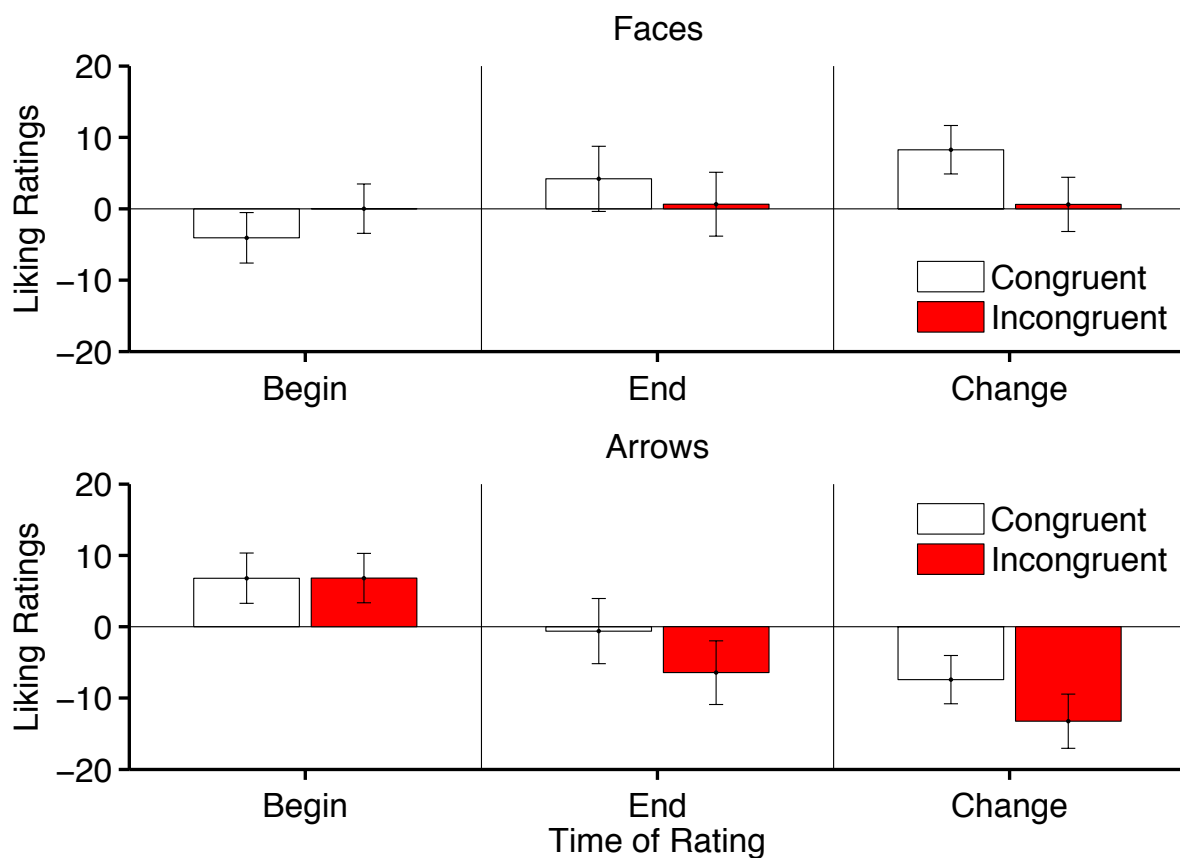 Faces
Liking Ratings
20
10
0
−10
−20
Congruent
Incongruent
Begin
End
Change
Arrows
Liking Ratings
20
10
0
−10
−20
Congruent
Incongruent
Begin
End
Change
Time of Rating